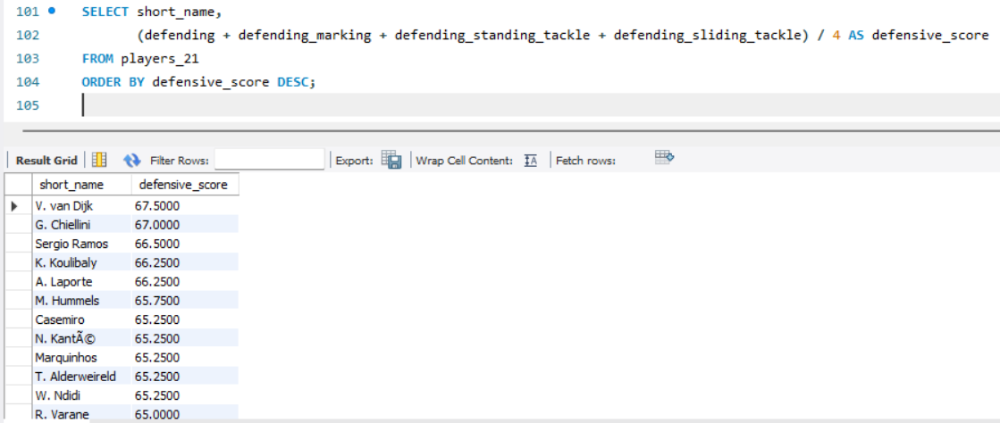 101 SELECT short_name,
102 (defending + defending_marking + defending_standing_tackle + defending_sliding_tackle) / 4 AS defensive_score
103 FROM players_21
104 ORDER BY defensive_score DESC;
105
Result Grid Filter Rows: Export: Wrap Cell Content: IA Fetch rows:
short_name defensive_score
V. van Dijk 67.5000
G. Chiellini 67.0000
Sergio Ramos 66.5000
K. Koulibaly 66.2500
A. Laporte 66.2500
M. Hummels 65.7500
Casemiro 65.2500
N. KantÃ© 65.2500
Marquinhos 65.2500
T. Alderweireld 65.2500
W. Ndidi 65.2500
R. Varane 65.0000